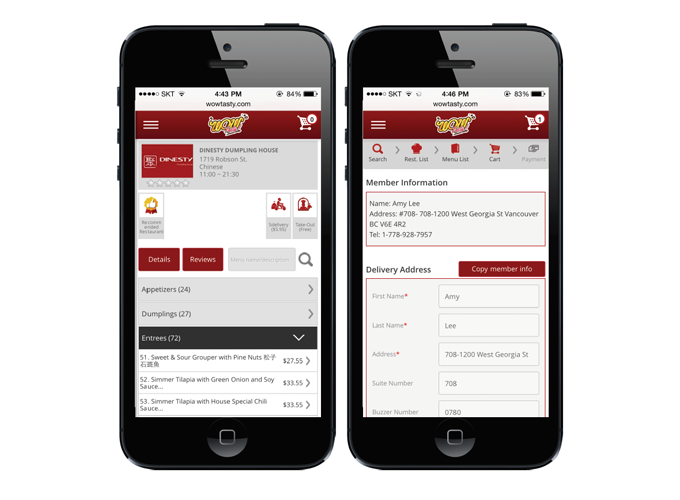 ●●●●○ SKT 4:43 PM 84%
wowtasty.com
WOW
0
DINESTY
DINESTY DUMPLING HOUSE
1719 Robison St.
Chinese
11:00 ~ 21:30
Recomm
ended
Restaurant
Take-Out
(Free)
Details
Reviews
Menu name/description
Appetizers (24)
Dumplings (27)
Entrees (72)
51. Sweet & Sour Grouper with Pine Nuts 松子
石斑鱼
$27.55
52. Simmer Tilapia with Green Onion and Soy
Sauce...
$33.55
53. Simmer Tilapia with House Special Chili
Sauce...
$33.55
●●●●○ SKT 4:46 PM 83%
wowtasty.com
WOW
1
Search
Rest. List
Menu List
Cart
Payment
Member Information
Name: Amy Lee
Address: #708- 708-1200 West Georgia St Vancouver
BC V6E 4R2
Tel: 1-778-928-7957
Delivery Address
Copy member info
First Name*
Amy
Last Name*
Lee
Address*
708-1200 West Georgia St
Suite Number
708
Buzzer Number
0780